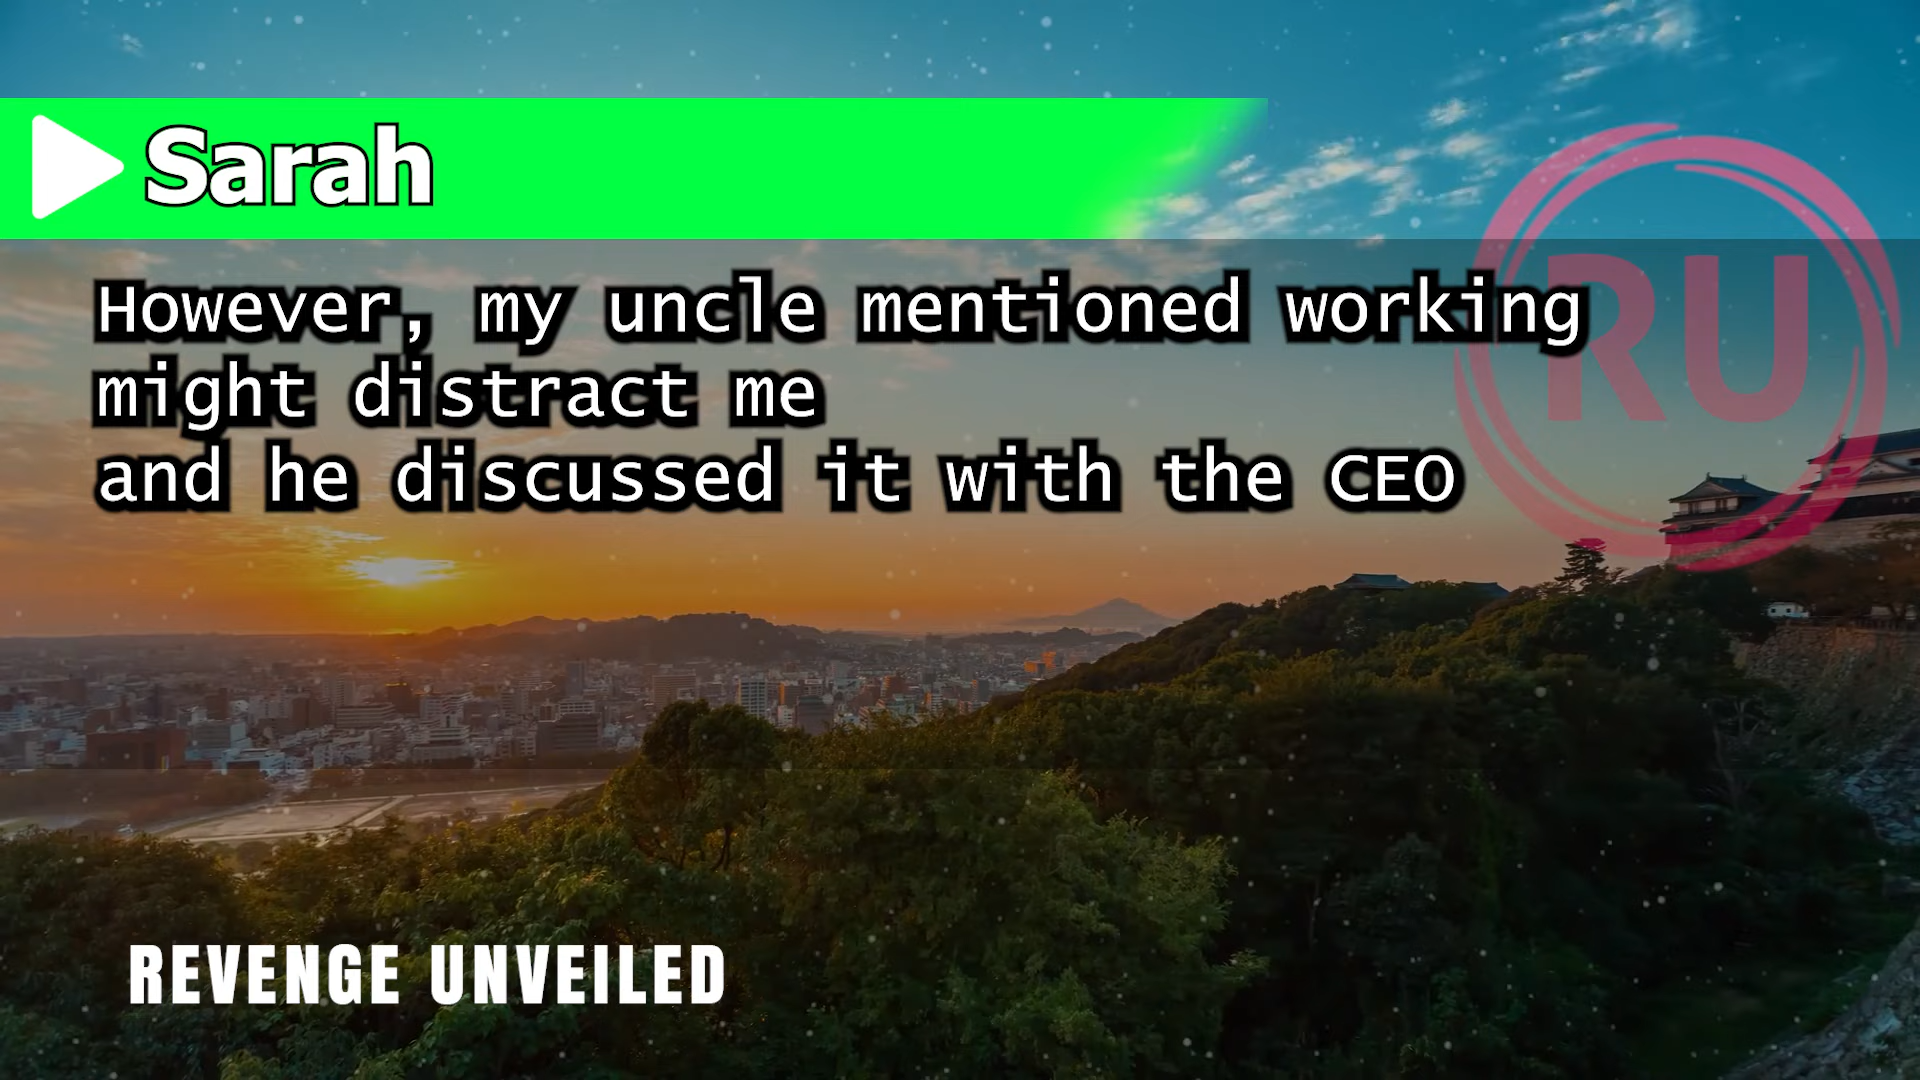 Sarah
However, my uncle mentioned working
might distract me
and he discussed it with the CEO
RU
REVENGE UNVEILED